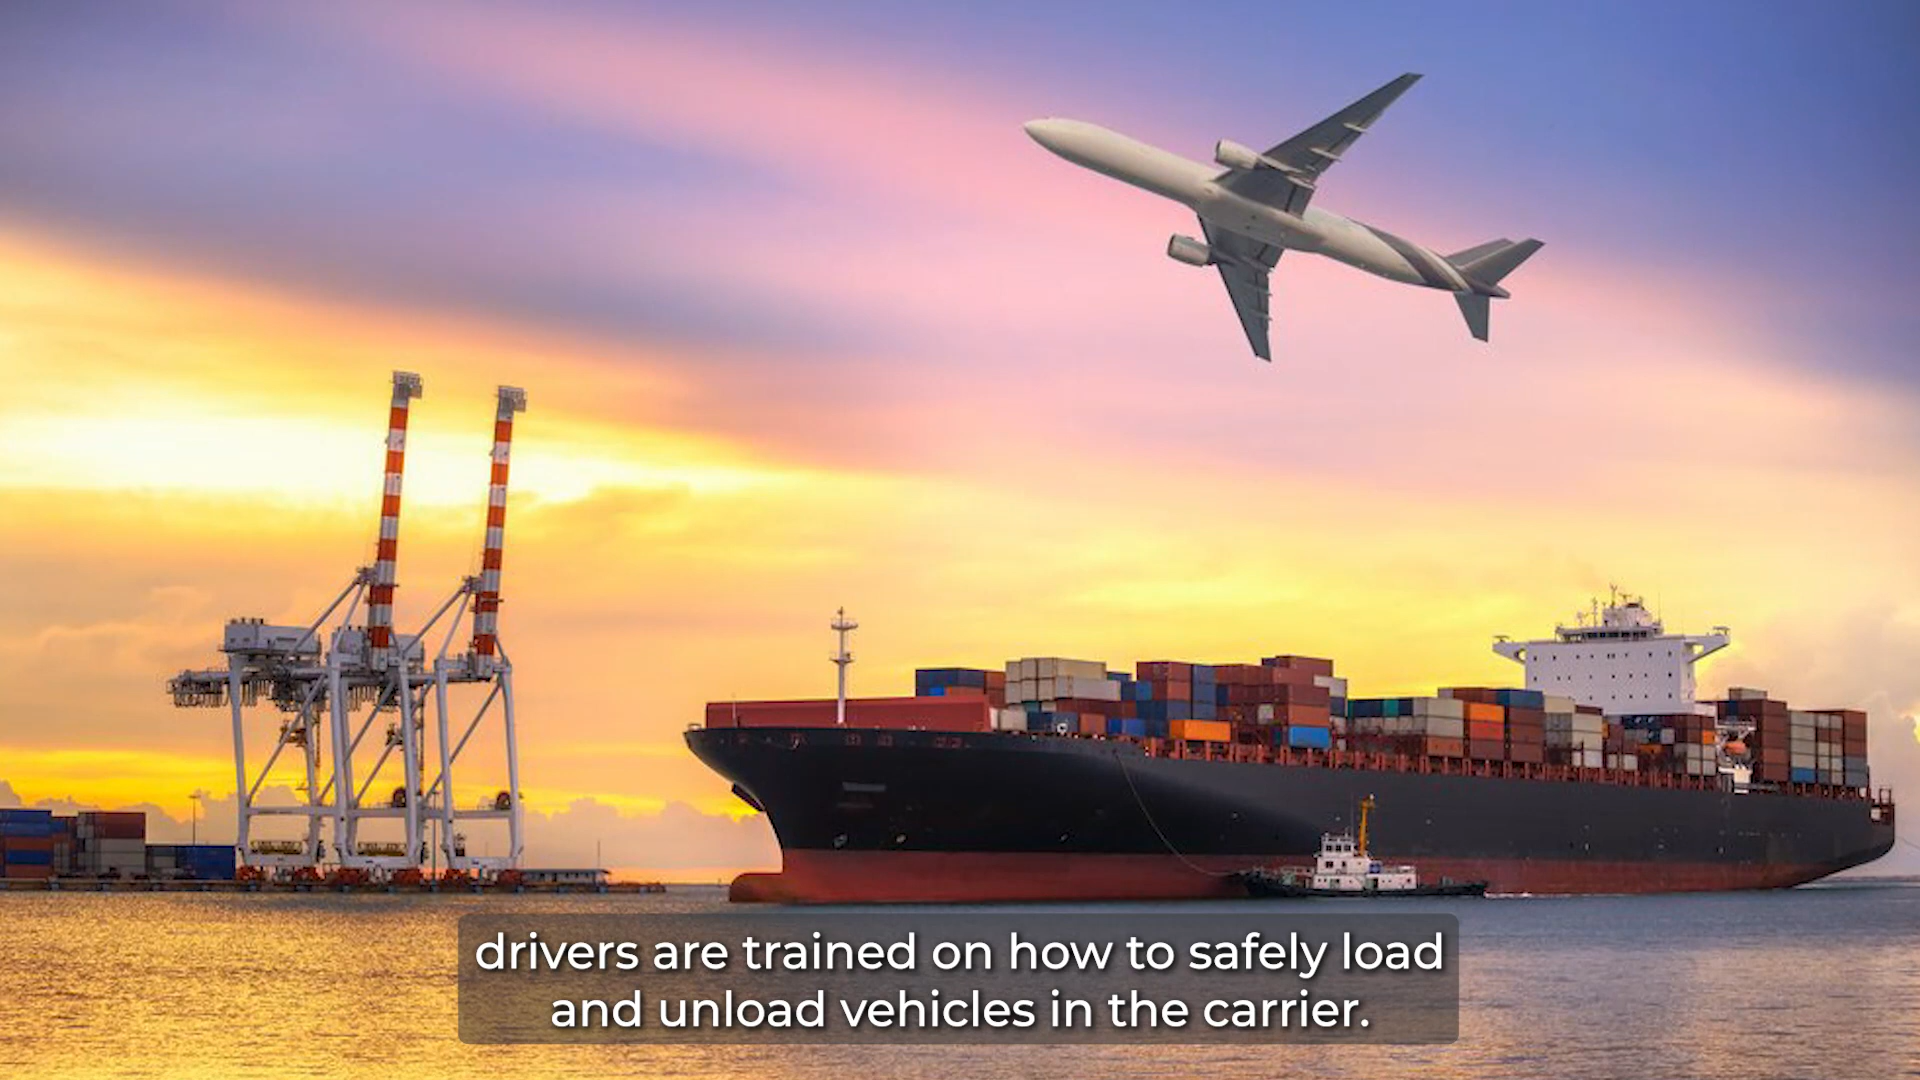 drivers are trained on how to safely load
and unload vehicles in the carrier.